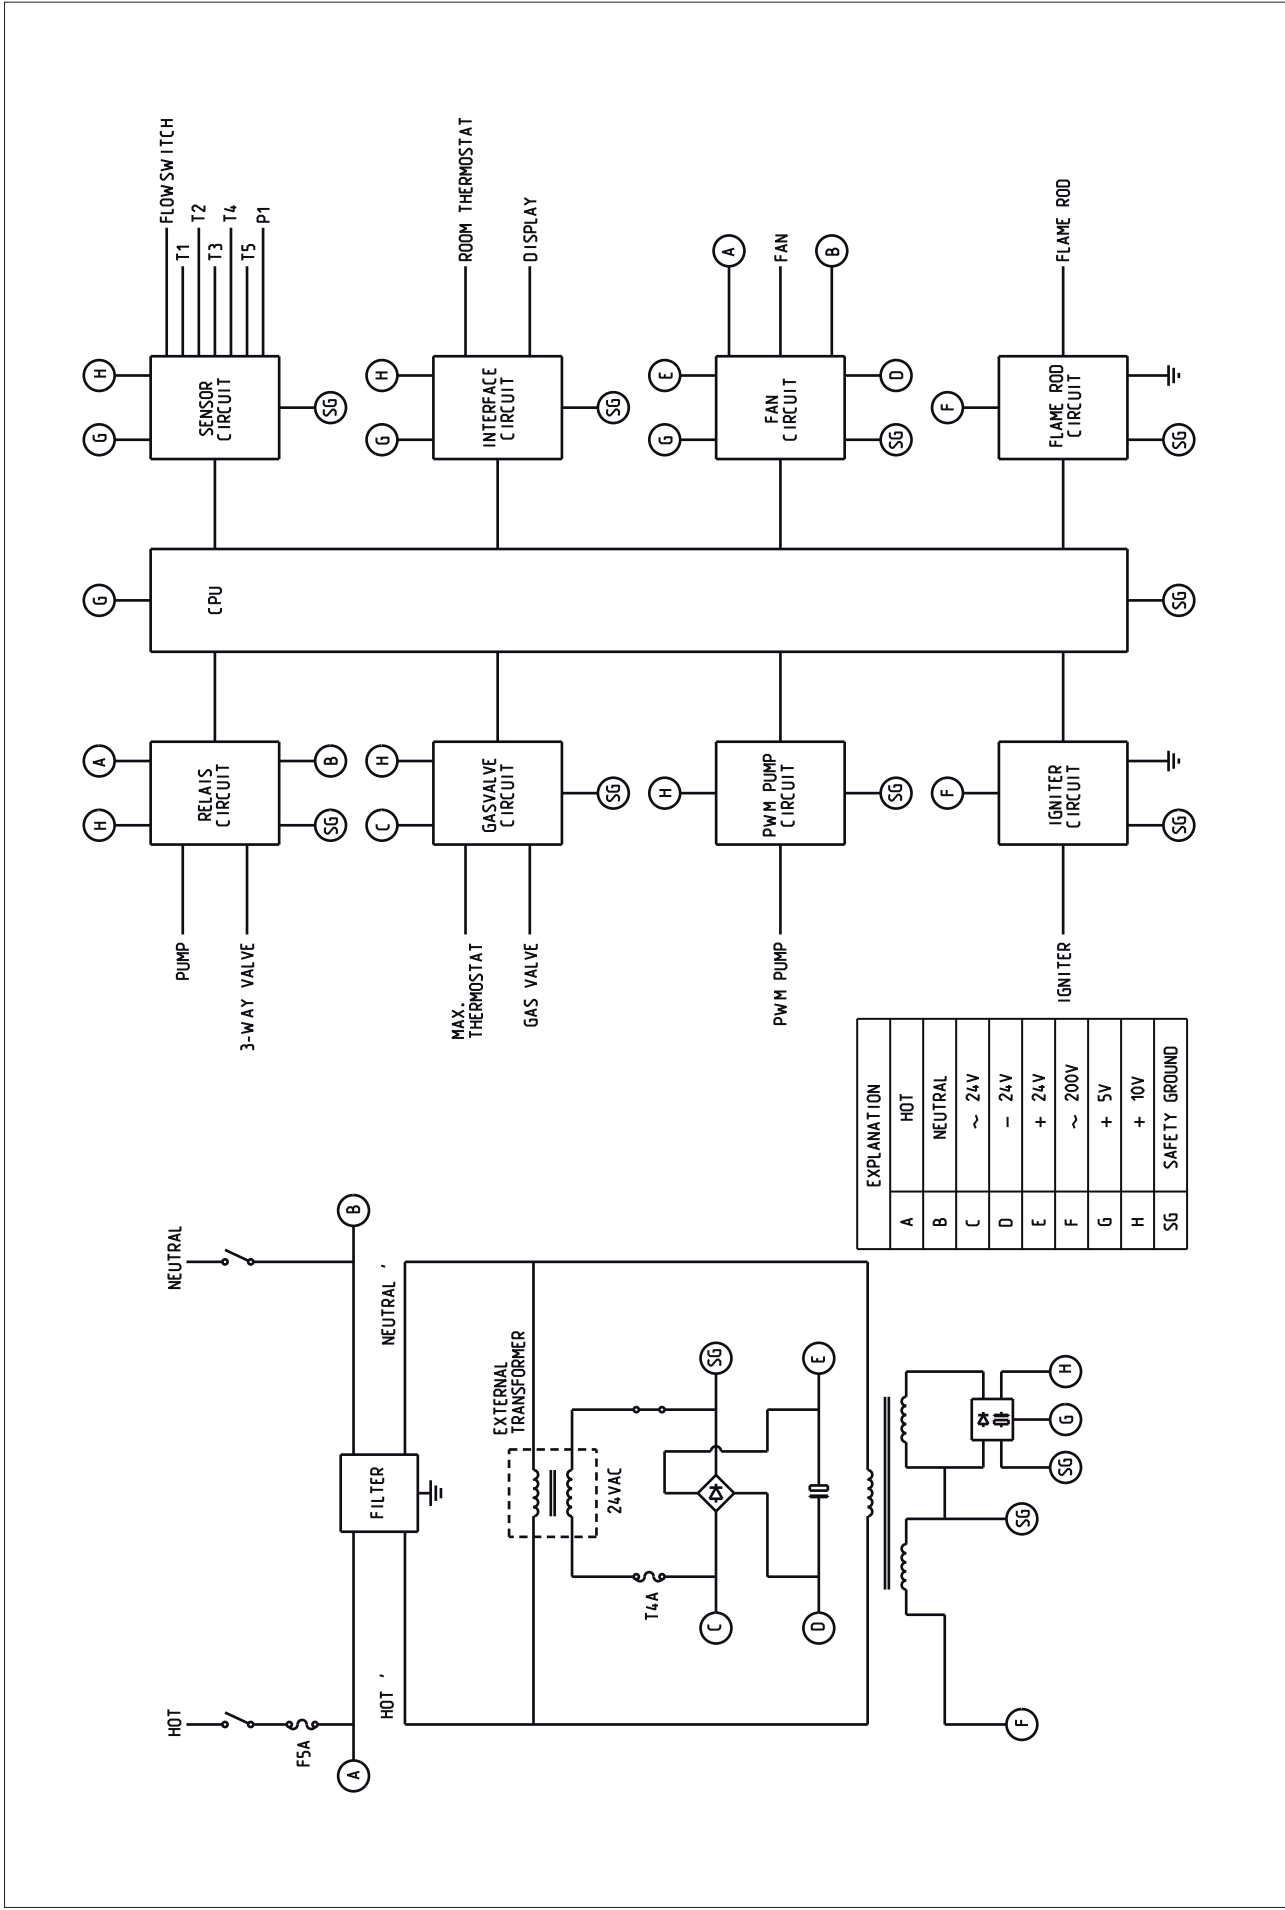 HOT
NEUTRAL
F5A
A
B
FILTER
HOT '
NEUTRAL '
EXTERNAL
TRANSFORMER
24VAC
T4A
C
SG
D
E
F
SG
SG
G
H
EXPLANATION
A HOT
B NEUTRAL
C ~ 24V
D - 24V
E + 24V
F ~ 200V
G + 5V
H + 10V
SG SAFETY GROUND
PUMP
3-WAY VALVE
H
A
RELAIS
CIRCUIT
SG
B
MAX.
THERMOSTAT
GAS VALVE
C
H
GASVALVE
CIRCUIT
SG
PWM PUMP
H
PWM PUMP
CIRCUIT
SG
IGNITER
F
IGNITER
CIRCUIT
SG
G
CPU
SG
G
H
SENSOR
CIRCUIT
SG
FLOWSWITCH
T1
T2
T3
T4
T5
P1
G
H
INTERFACE
CIRCUIT
SG
ROOM THERMOSTAT
DISPLAY
G
E
FAN
CIRCUIT
SG
D
A
FAN
B
F
FLAME ROD
CIRCUIT
SG
FLAME ROD